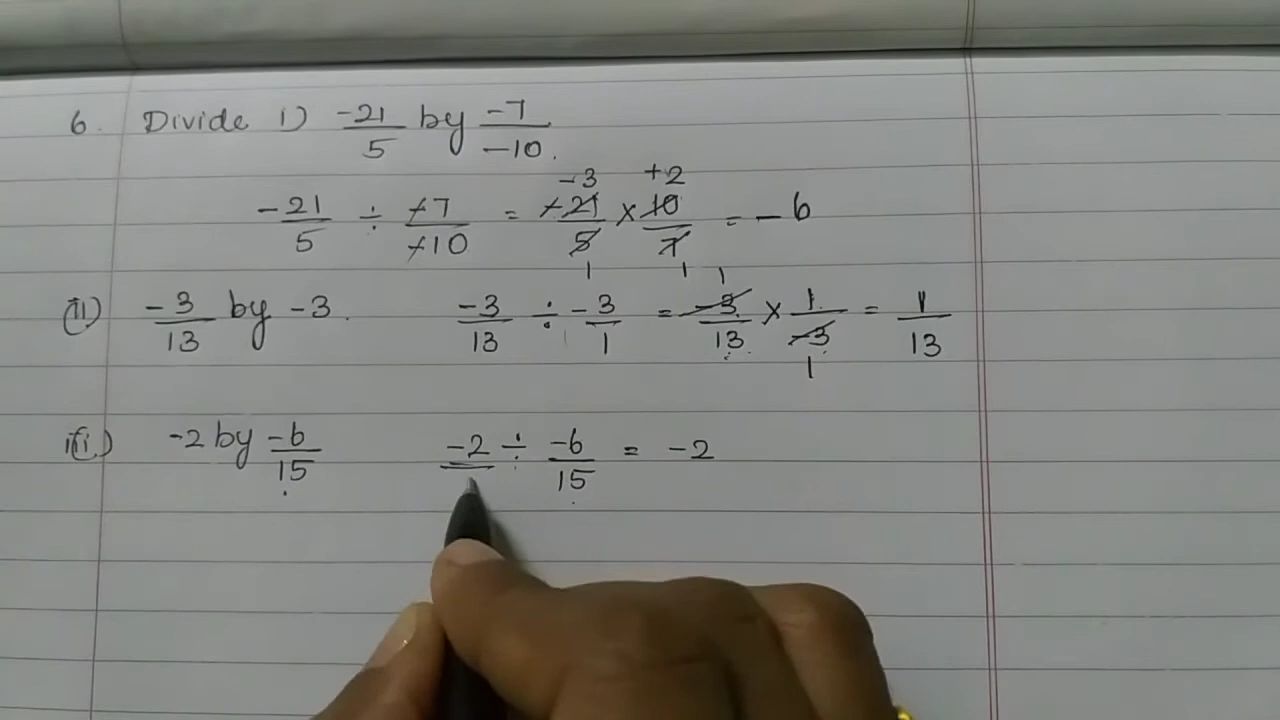 6. Divide i) -21/5 by -7/-10.
-21/5 ÷ -7/-10 = -21/5 × 10/7 = -6
-3 +2
1 1
(ii) -3/13 by -3. -3/13 ÷ -3/1 = -3/13 × 1/-3 = 1/13
1
1
iii) -2 by -6/15 -2 ÷ -6/15 = -2